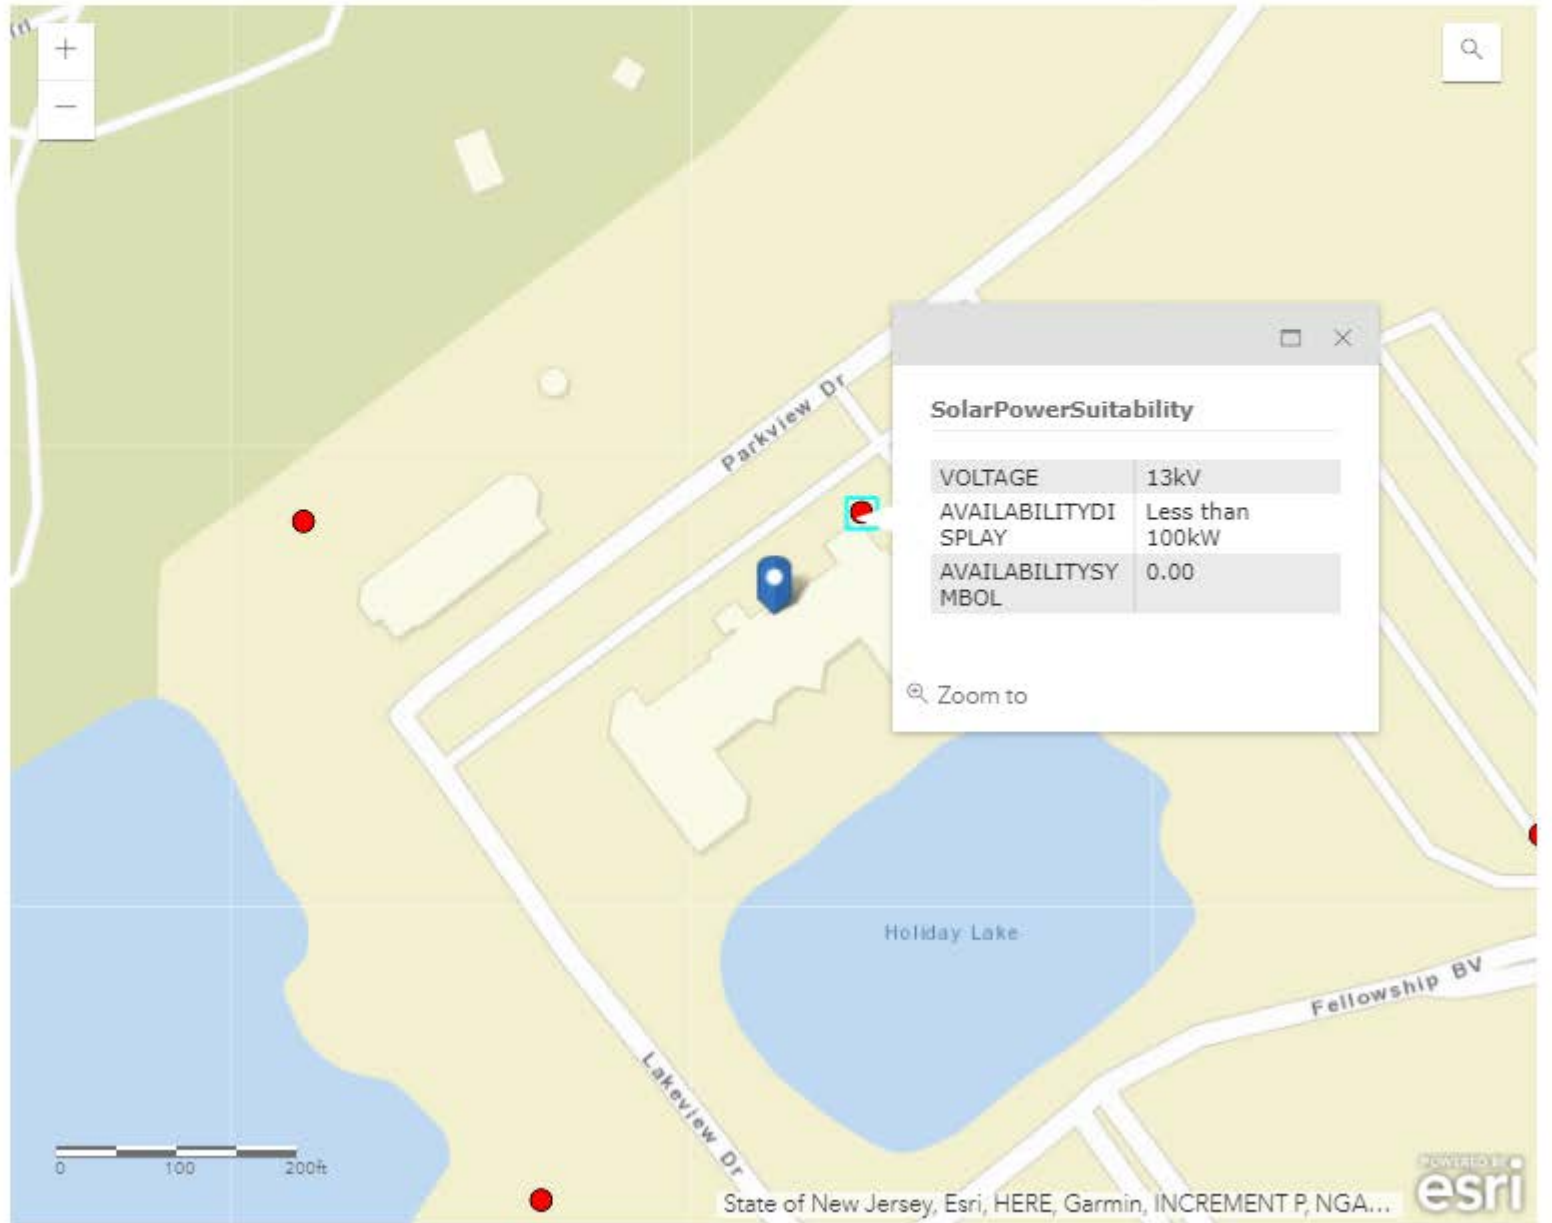 +
−
SolarPowerSuitability
VOLTAGE 13kV
AVAILABILITYDI Less than
SPLAY 100kW
AVAILABILITYSY 0.00
MBOL
Zoom to
Parkview Dr
Holiday Lake
Fellowship BV
Lakeview Dr
0 100 200ft
POWERED BY
esri
State of New Jersey, Esri, HERE, Garmin, INCREMENT P, NGA...